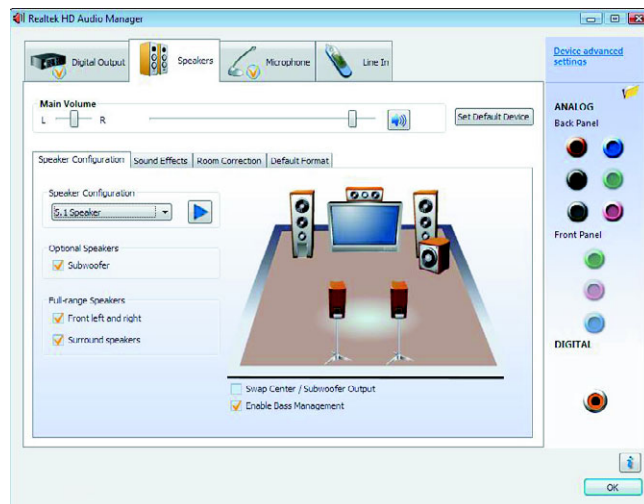 Realtek HD Audio Manager
Digital Output
Speakers
Microphone
Line In
Device advanced
settings
Main Volume
L
R
Set Default Device
ANALOG
Back Panel
Speaker Configuration
Sound Effects
Room Correction
Default Format
Speaker Configuration
5.1 Speaker
Optional Speakers
Subwoofer
Front Panel
Full-range Speakers
Front left and right
Surround speakers
DIGITAL
Swap Center / Subwoofer Output
Enable Bass Management
i
OK